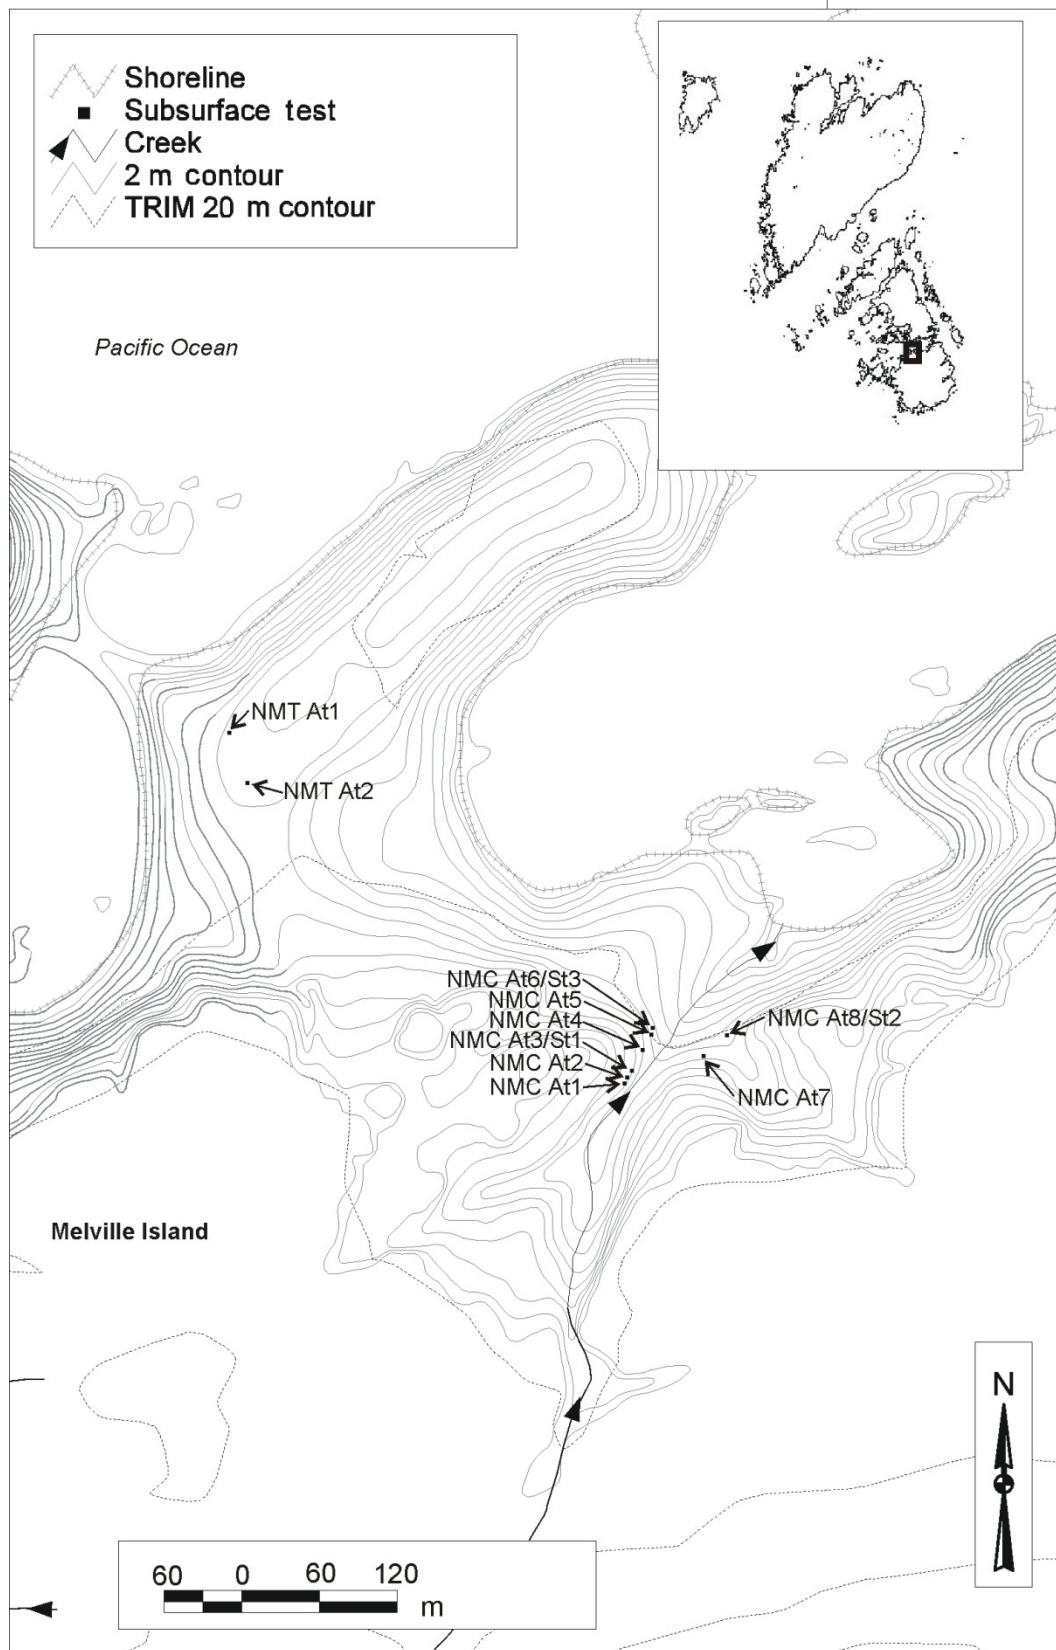 Shoreline
Subsurface test
Creek
2 m contour
TRIM 20 m contour
Pacific Ocean
NMT At1
NMT At2
NMC At6/St3
NMC At5
NMC At4
NMC At3/St1
NMC At2
NMC At1
NMC At8/St2
NMC At7
Melville Island
N
60 0 60 120
m